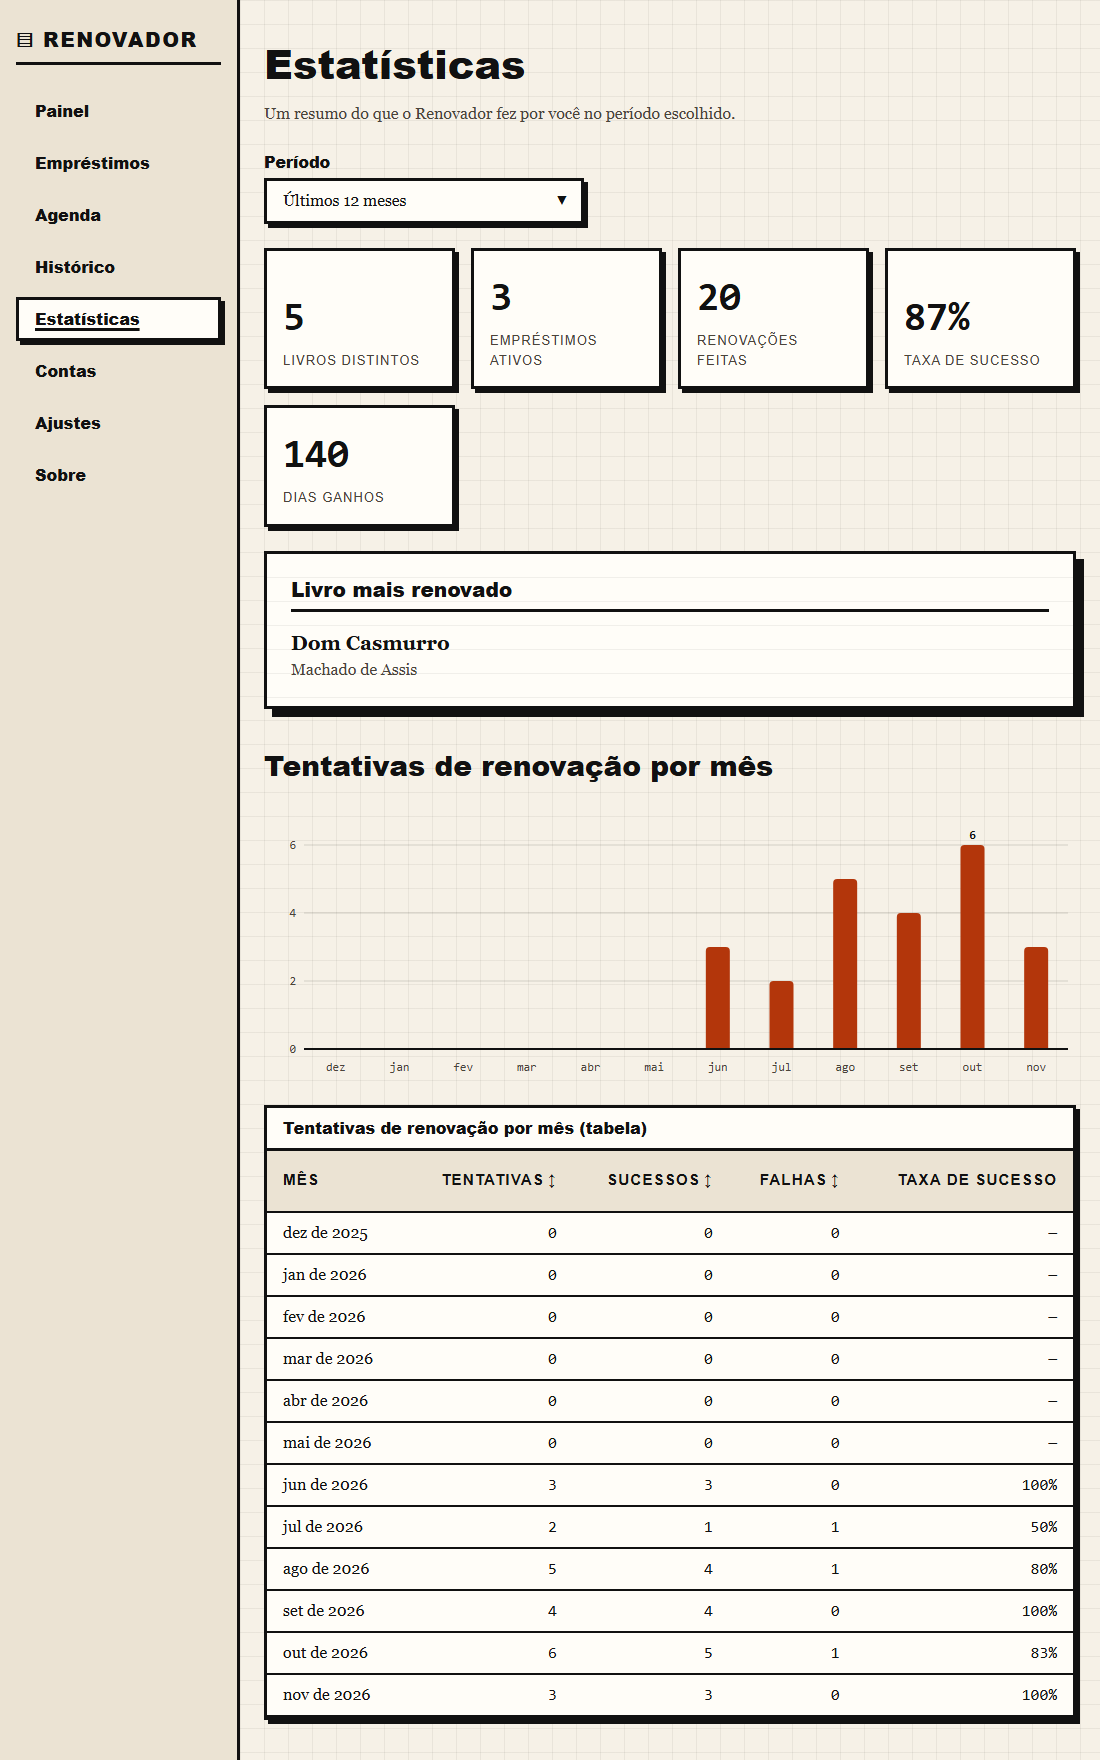 RENOVADOR
Painel
Empréstimos
Agenda
Histórico
Estatísticas
Contas
Ajustes
Sobre
Estatísticas
Um resumo do que o Renovador fez por você no período escolhido.
Período
Últimos 12 meses
5
LIVROS DISTINTOS
3
EMPRÉSTIMOS
ATIVOS
20
RENOVAÇÕES
FEITAS
87%
TAXA DE SUCESSO
140
DIAS GANHOS
Livro mais renovado
Dom Casmurro
Machado de Assis
Tentativas de renovação por mês
6
6
4
2
0
dez jan fev mar abr mai jun jul ago set out nov
Tentativas de renovação por mês (tabela)
MÊS TENTATIVAS ↕ SUCESSOS ↕ FALHAS ↕ TAXA DE SUCESSO
dez de 2025 0 0 0 —
jan de 2026 0 0 0 —
fev de 2026 0 0 0 —
mar de 2026 0 0 0 —
abr de 2026 0 0 0 —
mai de 2026 0 0 0 —
jun de 2026 3 3 0 100%
jul de 2026 2 1 1 50%
ago de 2026 5 4 1 80%
set de 2026 4 4 0 100%
out de 2026 6 5 1 83%
nov de 2026 3 3 0 100%